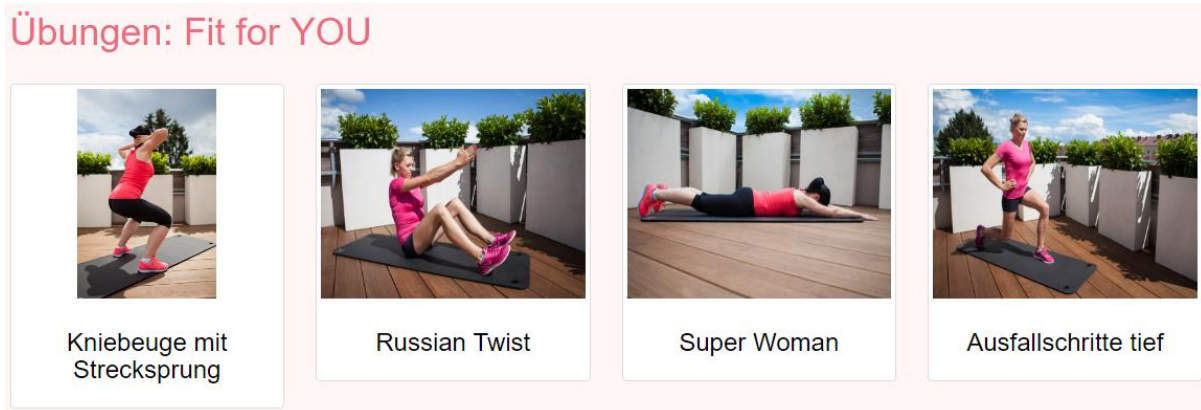 Übungen: Fit for YOU
Kniebeuge mit
Strecksprung
Russian Twist
Super Woman
Ausfallschritte tief